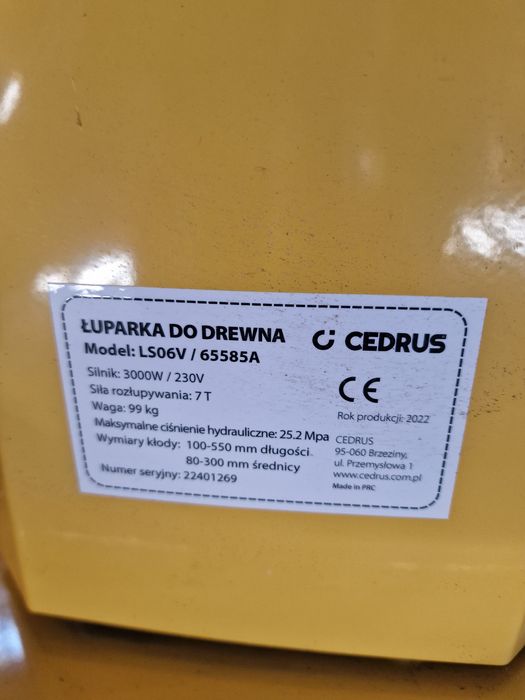 ŁUPARKA DO DREWNA
Model: LS06V / 65585A
CEDRUS
Silnik: 3000W / 230V
Siła rozłupywania: 7 T
Waga: 99 kg
Maksymalne ciśnienie hydrauliczne: 25.2 Mpa
Wymiary kłody: 100-550 mm długości
80-300 mm średnicy
Numer seryjny: 22401269
CE
Rok produkcji: 2022
CEDRUS
95-060 Brzeziny,
ul. Przemysłowa 1
www.cedrus.com.pl
Made in PRC